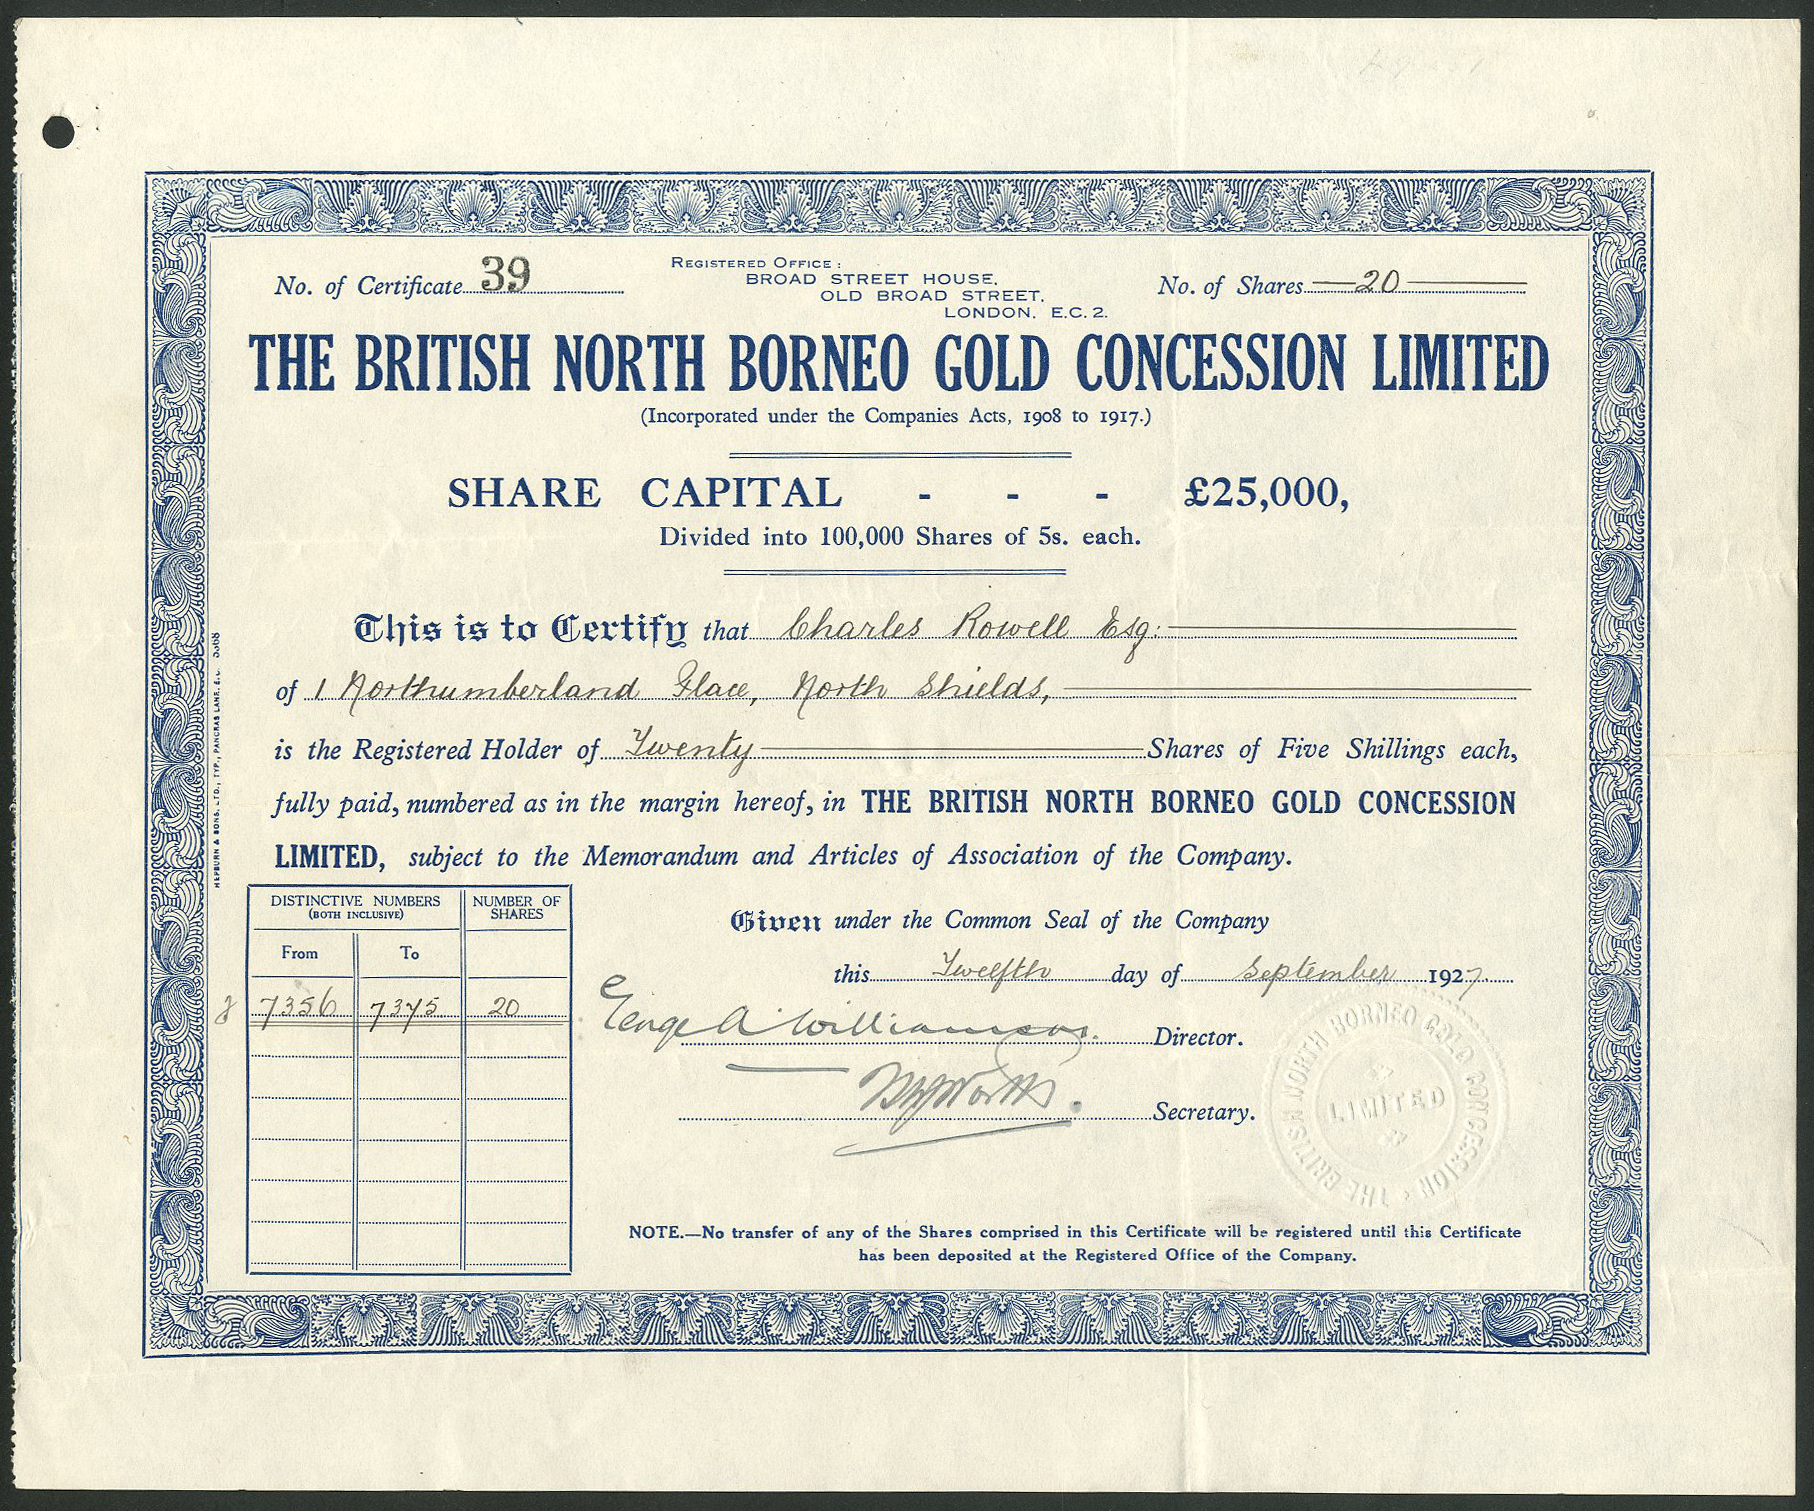 No. of Certificate 39
REGISTERED OFFICE:
BROAD STREET HOUSE,
OLD BROAD STREET,
LONDON, E.C. 2.
No. of Shares 20
THE BRITISH NORTH BORNEO GOLD CONCESSION LIMITED
(Incorporated under the Companies Acts, 1908 to 1917.)
SHARE CAPITAL - - - £25,000,
Divided into 100,000 Shares of 5s. each.
This is to Certify that Charles Rowell Esq:
of 1 Northumberland Place, North Shields,
is the Registered Holder of Twenty Shares of Five Shillings each,
fully paid, numbered as in the margin hereof, in THE BRITISH NORTH BORNEO GOLD CONCESSION
LIMITED, subject to the Memorandum and Articles of Association of the Company.
DISTINCTIVE NUMBERS
(BOTH INCLUSIVE)
NUMBER OF
SHARES
From To
7356 7375 20
Given under the Common Seal of the Company
this Twelfth day of September 1927.
George A Williamson. Director.
Secretary.
THE BRITISH NORTH BORNEO GOLD CONCESSION
LIMITED
NOTE.—No transfer of any of the Shares comprised in this Certificate will be registered until this Certificate
has been deposited at the Registered Office of the Company.
HEPBURN & SONS, LTD., TYP., PANCRAS LANE, E.C.